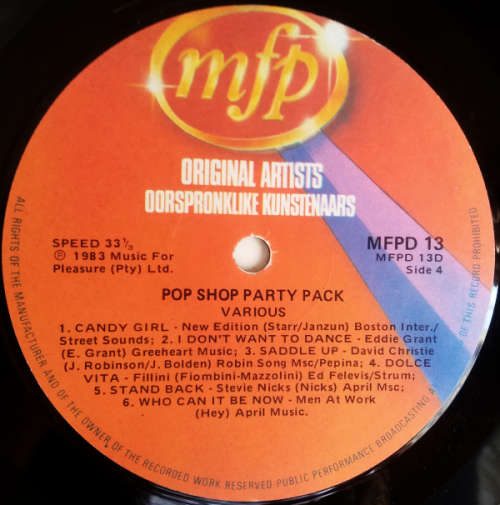 mfp
ORIGINAL ARTISTS
OORSPRONKLIKE KUNSTENAARS
SPEED 33⅓
℗ 1983 Music For
Pleasure (Pty) Ltd.
MFPD 13
MFPD 13D
Side 4
POP SHOP PARTY PACK
VARIOUS
1. CANDY GIRL - New Edition (Starr/Janzun) Boston Inter./
Street Sounds; 2. I DON'T WANT TO DANCE - Eddie Grant
(E. Grant) Greeheart Music; 3. SADDLE UP - David Christie
(J. Robinson/J. Bolden) Robin Song Msc/Pepina; 4. DOLCE
VITA - Fillini (Fiombini-Mazzolini) Ed Felevis/Strum;
5. STAND BACK - Stevie Nicks (Nicks) April Msc;
6. WHO CAN IT BE NOW - Men At Work
(Hey) April Music.
ALL RIGHTS OF THE MANUFACTURER AND OF THE OWNER OF THE RECORDED WORK RESERVED PUBLIC PERFORMANCE BROADCASTING OF THIS RECORD PROHIBITED